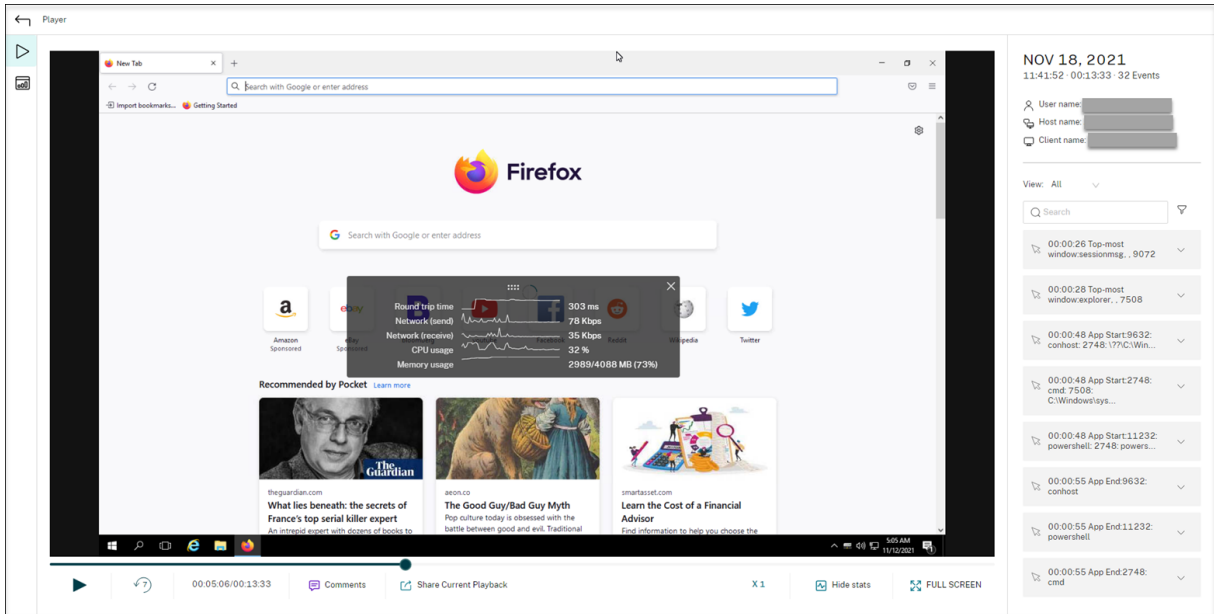 Player
New Tab
Search with Google or enter address
Import bookmarks... Getting Started
Firefox
Search with Google or enter address
Round trip time 303 ms
Network (send) 78 Kbps
Network (receive) 35 Kbps
CPU usage 32 %
Memory usage 2989/4088 MB (73%)
Amazon
Sponsored
eBay
Sponsored
Facebook
Reddit
Wikipedia
Twitter
Recommended by Pocket Learn more
The
Guardian
theguardian.com
What lies beneath: the secrets of
France's top serial killer expert
An intrepid expert with dozens of books to
aeon.co
The Good Guy/Bad Guy Myth
Pop culture today is obsessed with the
battle between good and evil. Traditional
smartasset.com
Learn the Cost of a Financial
Advisor
Find information to help you choose the
5:05 AM
11/12/2021
00:05:06/00:13:33
Comments
Share Current Playback
X 1
Hide stats
FULL SCREEN
NOV 18, 2021
11:41:52 · 00:13:33 · 32 Events
User name:
Host name:
Client name:
View: All
Search
00:00:26 Top-most
window:sessionmsg, , 9072
00:00:28 Top-most
window:explorer, , 7508
00:00:48 App Start:9632:
conhost: 2748: \??\C:\Win...
00:00:48 App Start:2748:
cmd: 7508:
C:\Windows\sys...
00:00:48 App Start:11232:
powershell: 2748: powers...
00:00:55 App End:9632:
conhost
00:00:55 App End:11232:
powershell
00:00:55 App End:2748:
cmd